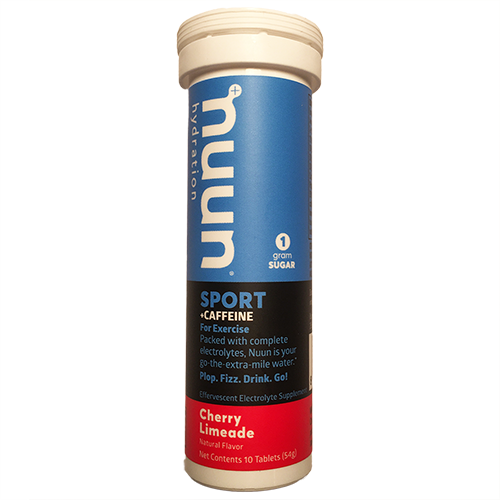 nuun
hydration
1
gram
SUGAR
SPORT
+CAFFEINE
For Exercise
Packed with complete
electrolytes, Nuun is your
go-the-extra-mile water.*
Plop. Fizz. Drink. Go!
Effervescent Electrolyte Supplement
Cherry
Limeade
Natural Flavor
Net Contents 10 Tablets (54g)